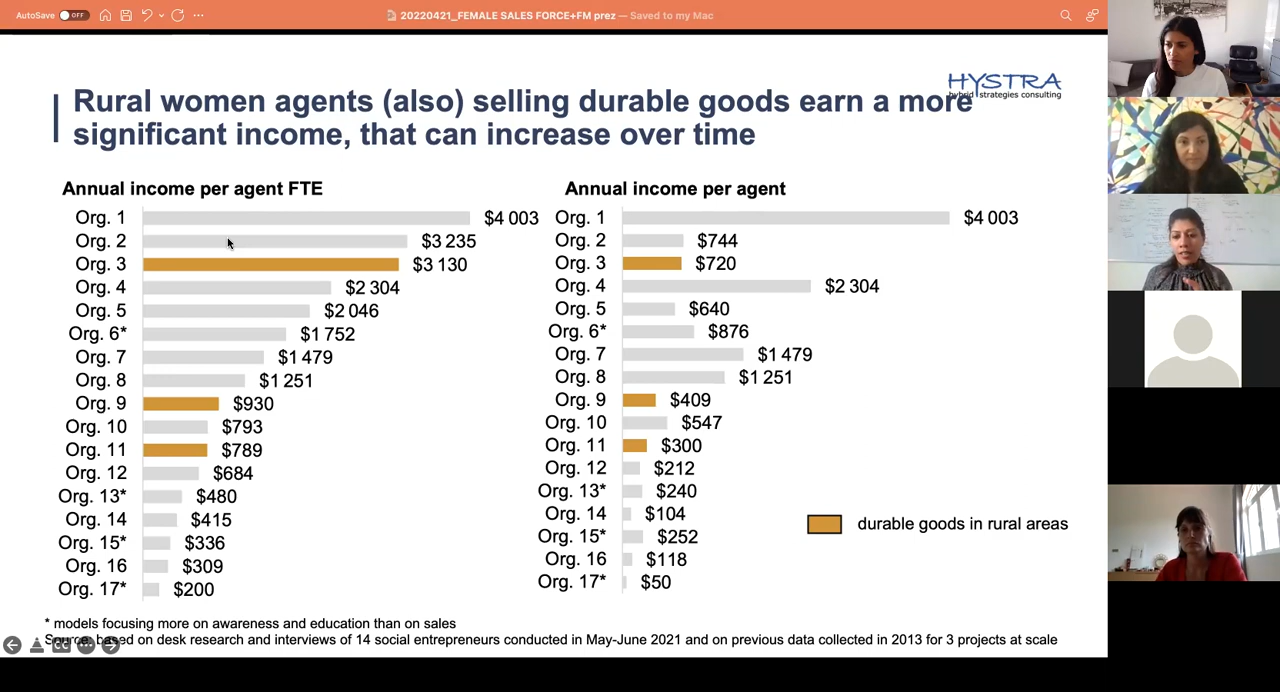 AutoSave OFF
20220421_FEMALE SALES FORCE+FM prez — Saved to my Mac
HYSTRA
hybrid strategies consulting
Rural women agents (also) selling durable goods earn a more
significant income, that can increase over time
Annual income per agent FTE
Org. 1 $4 003
Org. 2 $3 235
Org. 3 $3 130
Org. 4 $2 304
Org. 5 $2 046
Org. 6* $1 752
Org. 7 $1 479
Org. 8 $1 251
Org. 9 $930
Org. 10 $793
Org. 11 $789
Org. 12 $684
Org. 13* $480
Org. 14 $415
Org. 15* $336
Org. 16 $309
Org. 17* $200
Annual income per agent
Org. 1 $4 003
Org. 2 $744
Org. 3 $720
Org. 4 $2 304
Org. 5 $640
Org. 6* $876
Org. 7 $1 479
Org. 8 $1 251
Org. 9 $409
Org. 10 $547
Org. 11 $300
Org. 12 $212
Org. 13* $240
Org. 14 $104
Org. 15* $252
Org. 16 $118
Org. 17* $50
durable goods in rural areas
* models focusing more on awareness and education than on sales
Source: based on desk research and interviews of 14 social entrepreneurs conducted in May-June 2021 and on previous data collected in 2013 for 3 projects at scale
CC